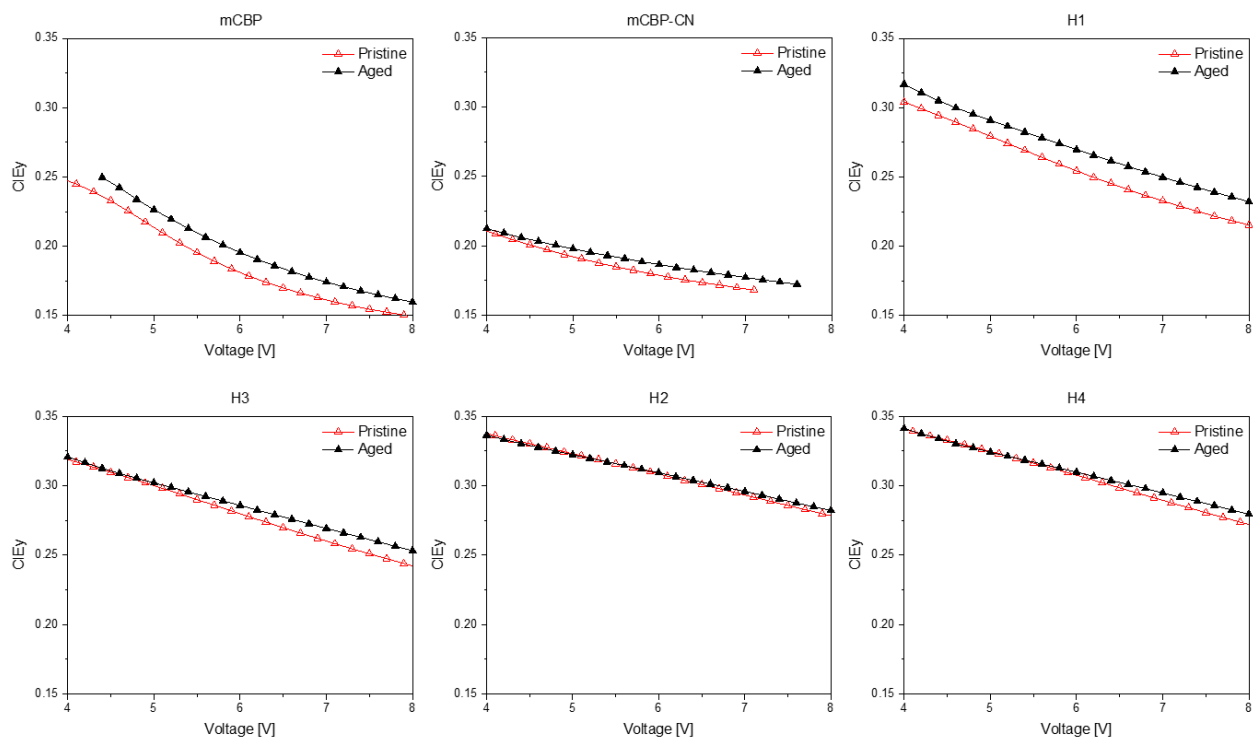 mCBP
0.35
0.30
0.25
0.20
0.15
CIEy
Pristine
Aged
4
5
6
7
8
Voltage [V]
mCBP-CN
0.35
0.30
0.25
0.20
0.15
CIEy
Pristine
Aged
4
5
6
7
8
Voltage [V]
H1
0.35
0.30
0.25
0.20
0.15
CIEy
Pristine
Aged
4
5
6
7
8
Voltage [V]
H3
0.35
0.30
0.25
0.20
0.15
CIEy
Pristine
Aged
4
5
6
7
8
Voltage [V]
H2
0.35
0.30
0.25
0.20
0.15
CIEy
Pristine
Aged
4
5
6
7
8
Voltage [V]
H4
0.35
0.30
0.25
0.20
0.15
CIEy
Pristine
Aged
4
5
6
7
8
Voltage [V]